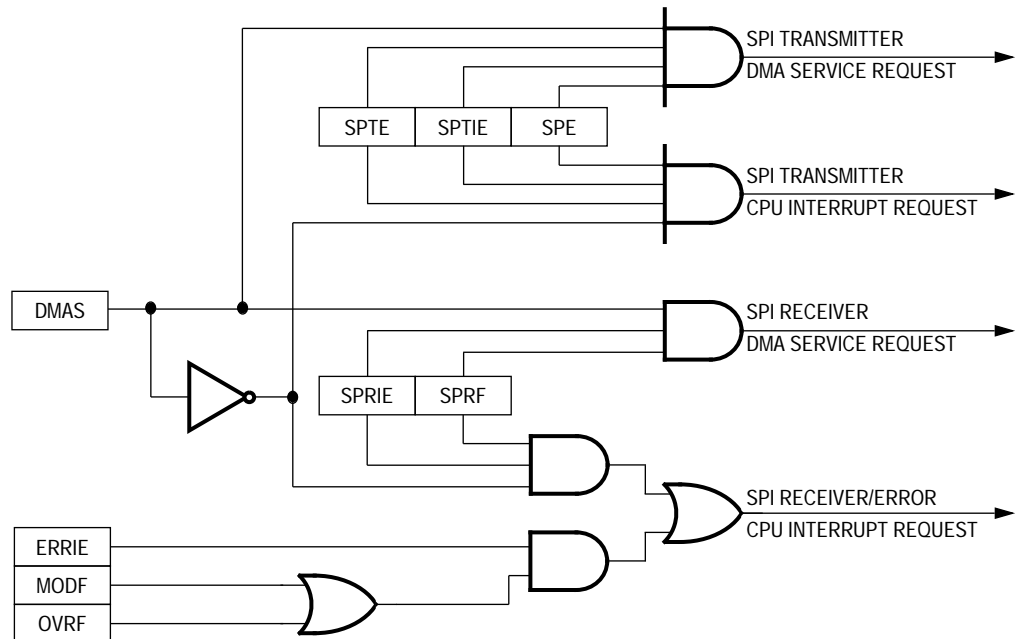 SPI TRANSMITTER
DMA SERVICE REQUEST
SPTE SPTIE SPE
SPI TRANSMITTER
CPU INTERRUPT REQUEST
DMAS
SPI RECEIVER
DMA SERVICE REQUEST
SPRIE SPRF
SPI RECEIVER/ERROR
CPU INTERRUPT REQUEST
ERRIE
MODF
OVRF